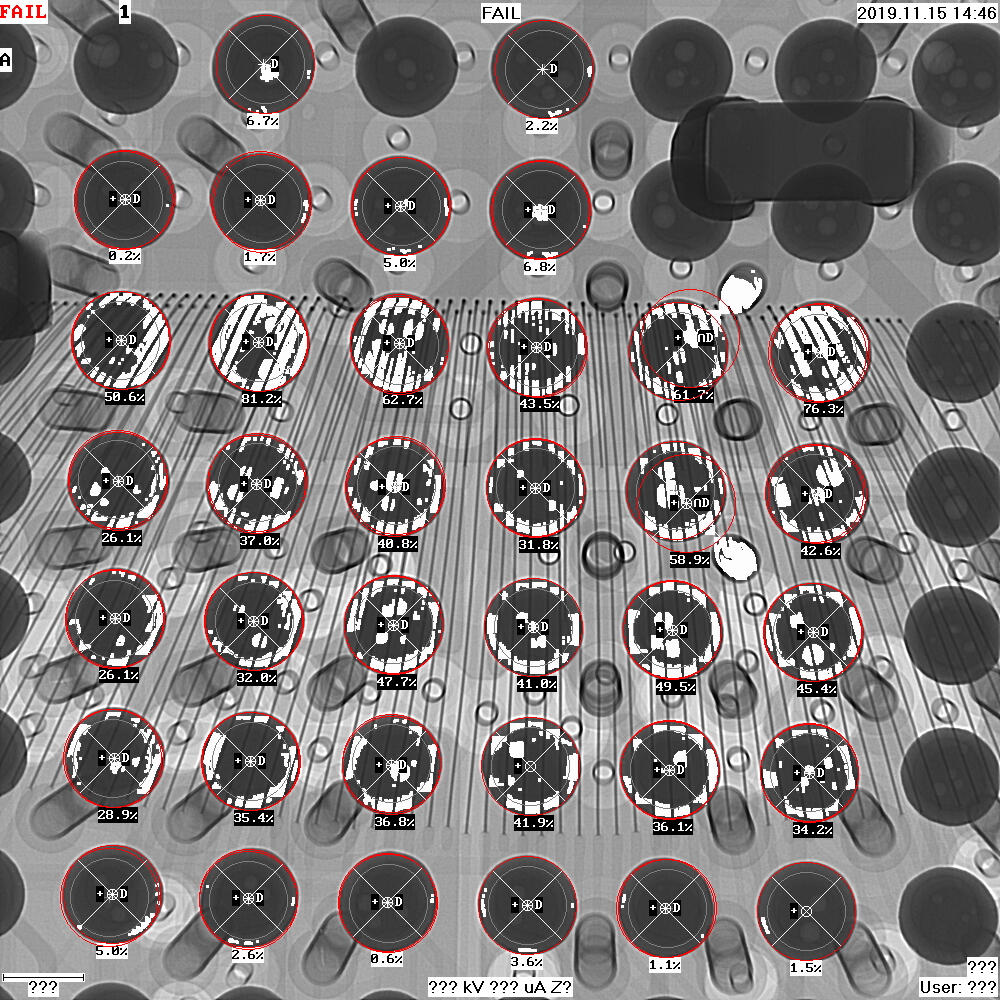 FAIL 1 FAIL 2019.11.15 14:46
A
D D
6.7% 2.2%
+ D + D + D + D
0.2% 1.7% 5.0% 6.8%
+ D + D + D + D + D + D
50.6% 81.2% 62.7% 43.5% 61.7% 76.3%
+ D + D + D + D + D + D
26.1% 37.0% 40.8% 31.8% 58.9% 42.6%
+ D + D + D + D + D + D
26.1% 32.0% 47.7% 41.0% 49.5% 45.4%
+ D + D + D + + D + D
28.9% 35.4% 36.8% 41.9% 36.1% 34.2%
+ D + D + D + D + D +
5.0% 2.6% 0.6% 3.6% 1.1% 1.5%
???
??? ??? kV ??? uA Z? User: ???